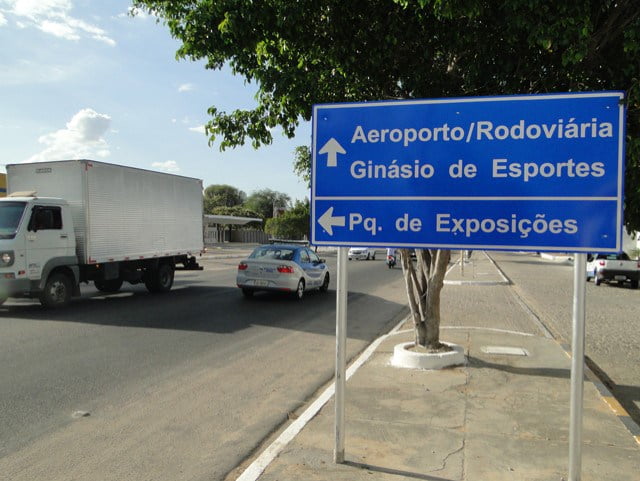 Aeroporto/Rodoviária
Ginásio de Esportes
Pq. de Exposições